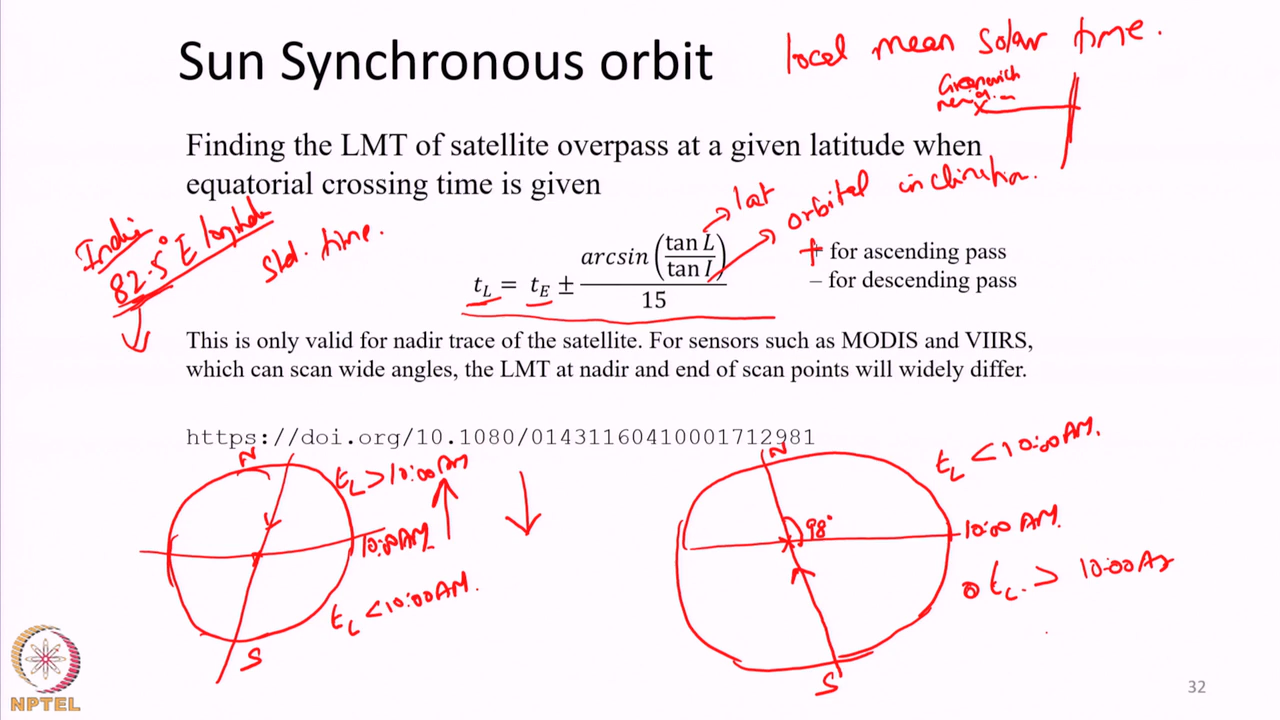 Sun Synchronous orbit
local mean solar time.
Greenwich
Finding the LMT of satellite overpass at a given latitude when
equatorial crossing time is given
lat
orbital inclination.
India
82.5° E longitude
Std. time.
t_L = t_E ± arcsin(tan L / tan I) / 15
+ for ascending pass
– for descending pass
This is only valid for nadir trace of the satellite. For sensors such as MODIS and VIIRS,
which can scan wide angles, the LMT at nadir and end of scan points will widely differ.
https://doi.org/10.1080/01431160410001712981
N
t_L > 10:00 AM
10:00 AM
t_L < 10:00 AM.
S
N
t_L < 10:00 AM.
98°
10:00 AM.
t_L. > 10:00 A
S
NPTEL
32